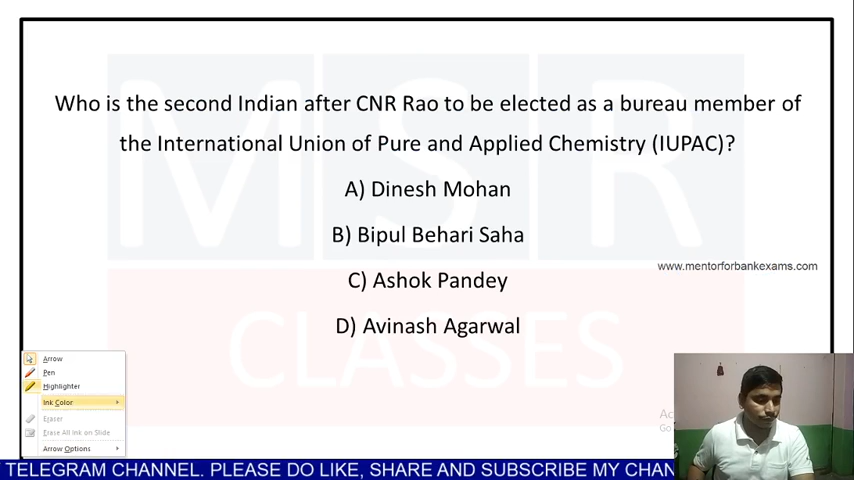 Who is the second Indian after CNR Rao to be elected as a bureau member of
the International Union of Pure and Applied Chemistry (IUPAC)?
A) Dinesh Mohan
B) Bipul Behari Saha
C) Ashok Pandey
D) Avinash Agarwal
MSR
CLASSES
www.mentorforbankexams.com
Arrow
Pen
Highlighter
Ink Color
Eraser
Erase All Ink on Slide
Arrow Options
Go
TELEGRAM CHANNEL. PLEASE DO LIKE, SHARE AND SUBSCRIBE MY CHAN